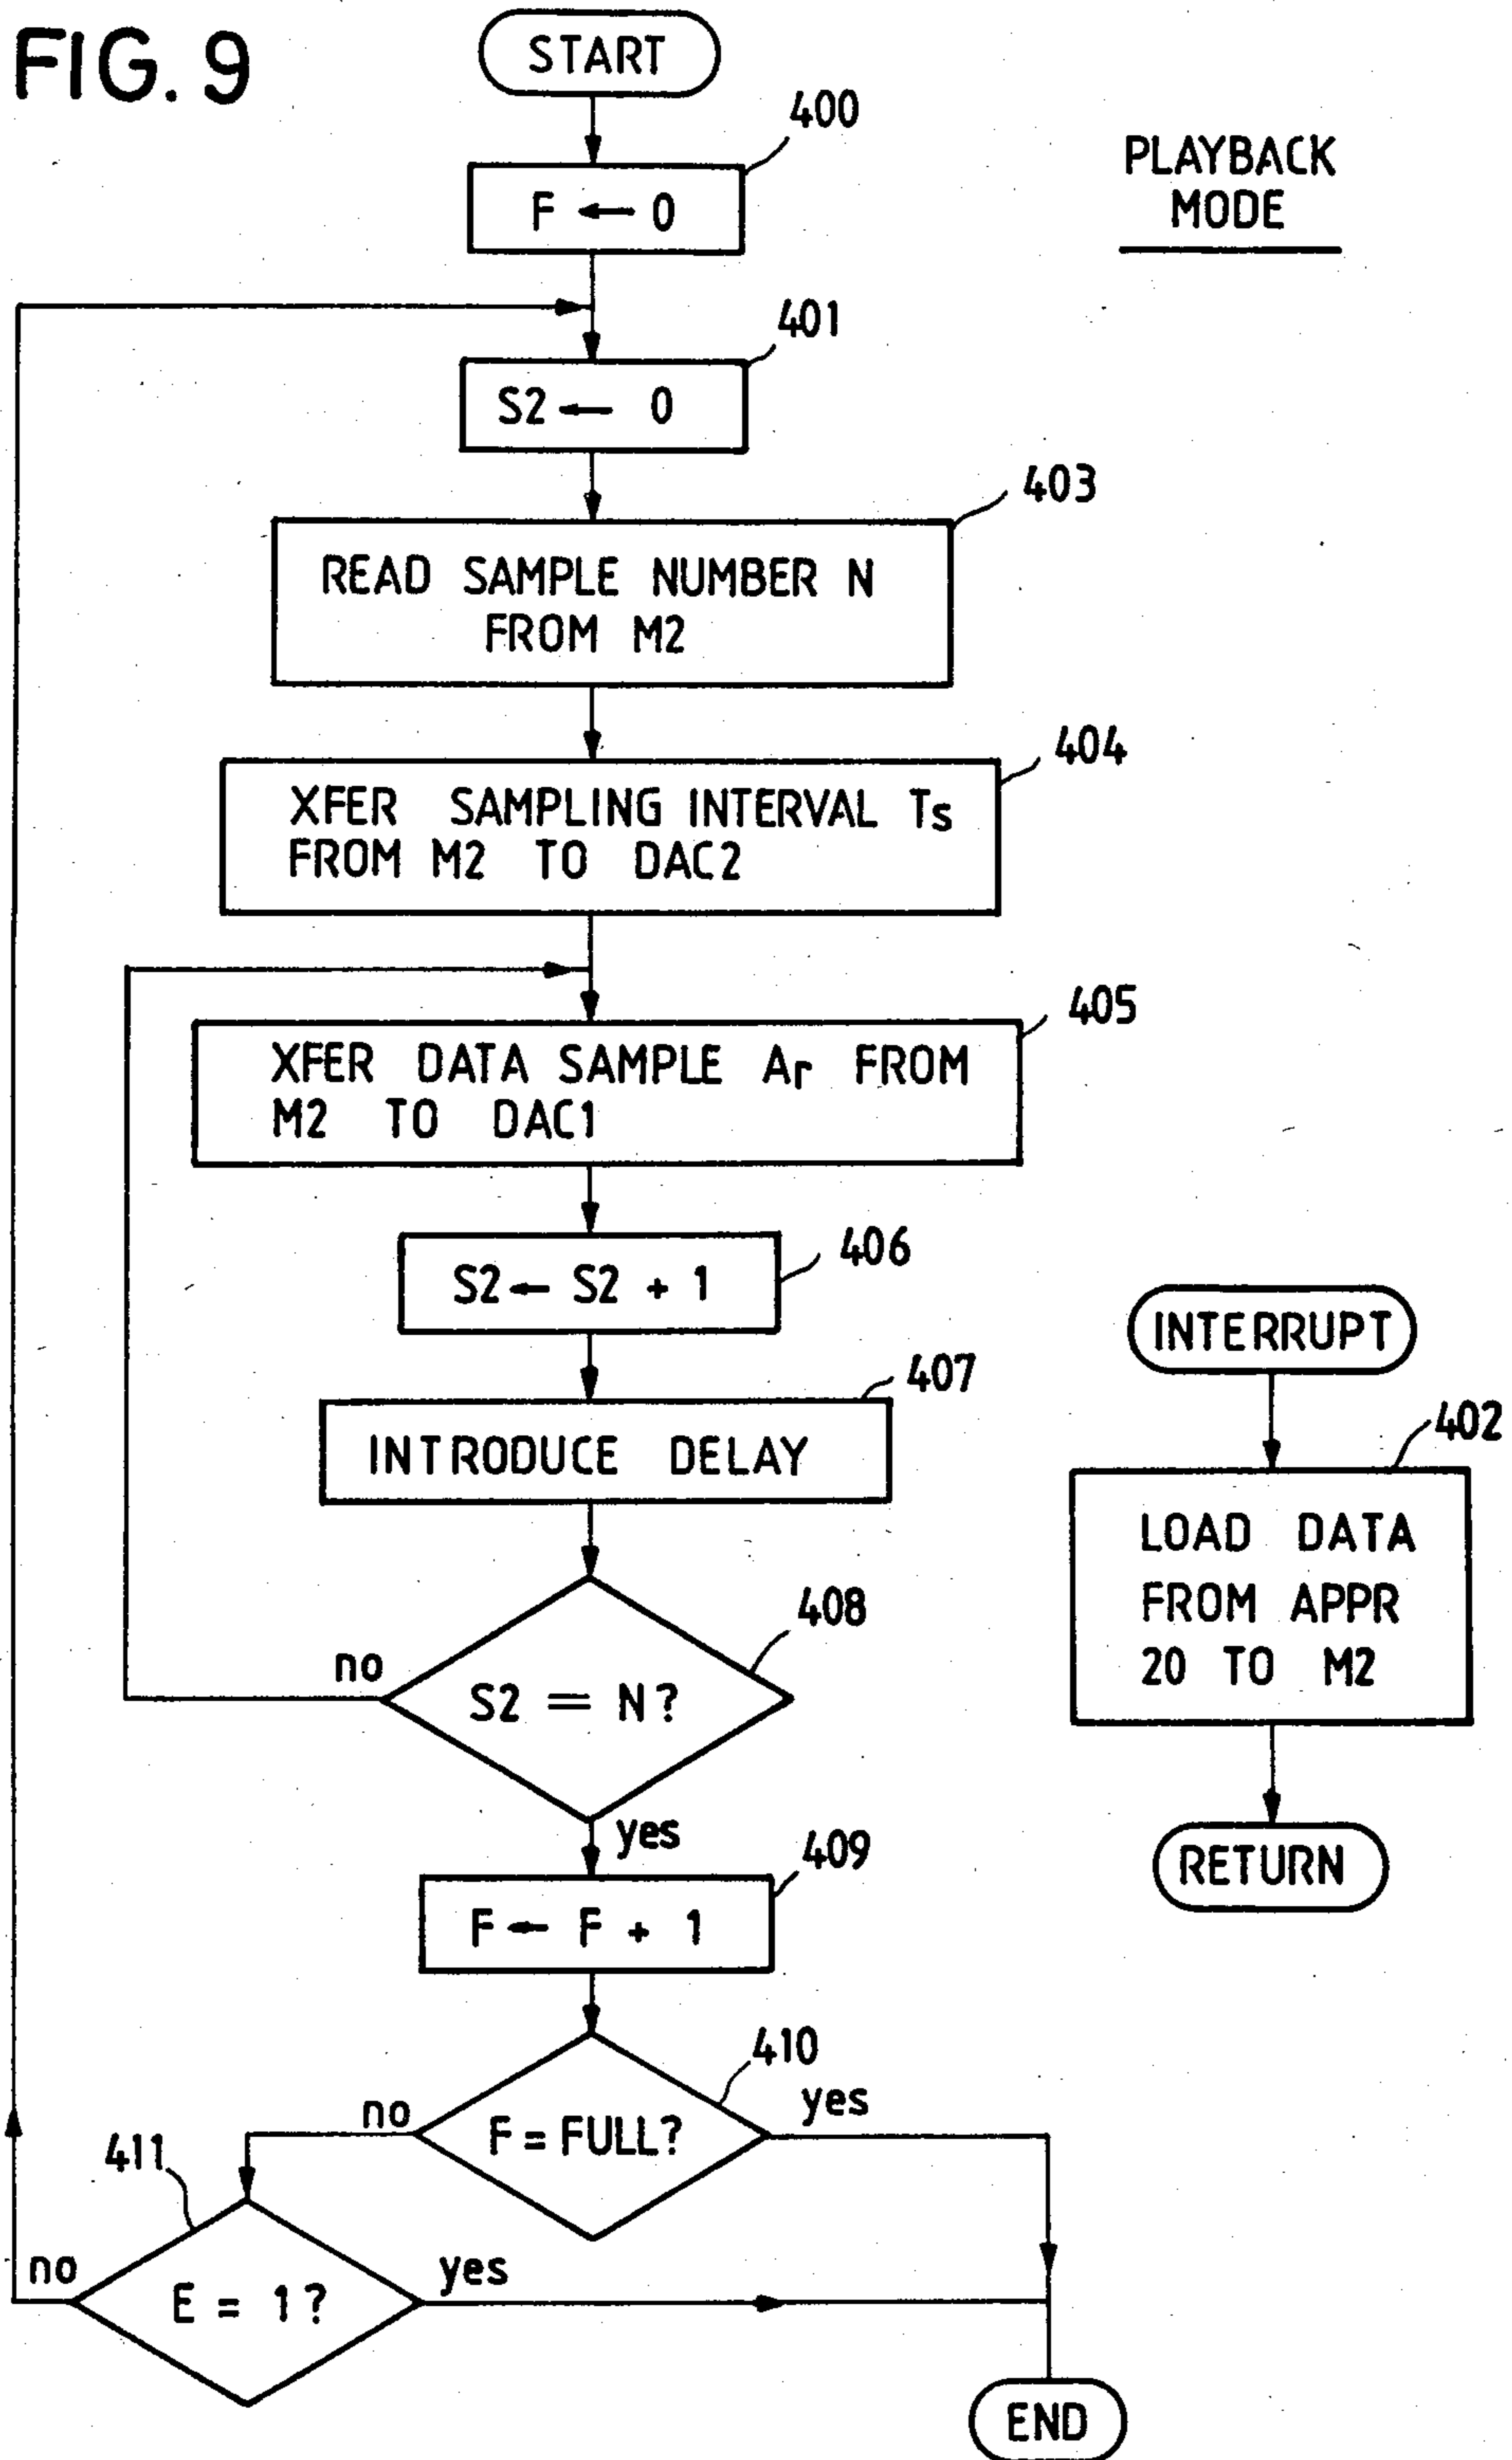 FIG. 9
START
400
PLAYBACK
MODE
F ← 0
401
S2 ← 0
403
READ SAMPLE NUMBER N
FROM M2
404
XFER SAMPLING INTERVAL Ts
FROM M2 TO DAC2
405
XFER DATA SAMPLE Ar FROM
M2 TO DAC1
406
S2 ← S2 + 1
INTERRUPT
407
INTRODUCE DELAY
402
LOAD DATA
FROM APPR
20 TO M2
408
no
S2 = N?
yes
RETURN
409
F ← F + 1
410
no
F = FULL?
yes
411
no
E = 1?
yes
END